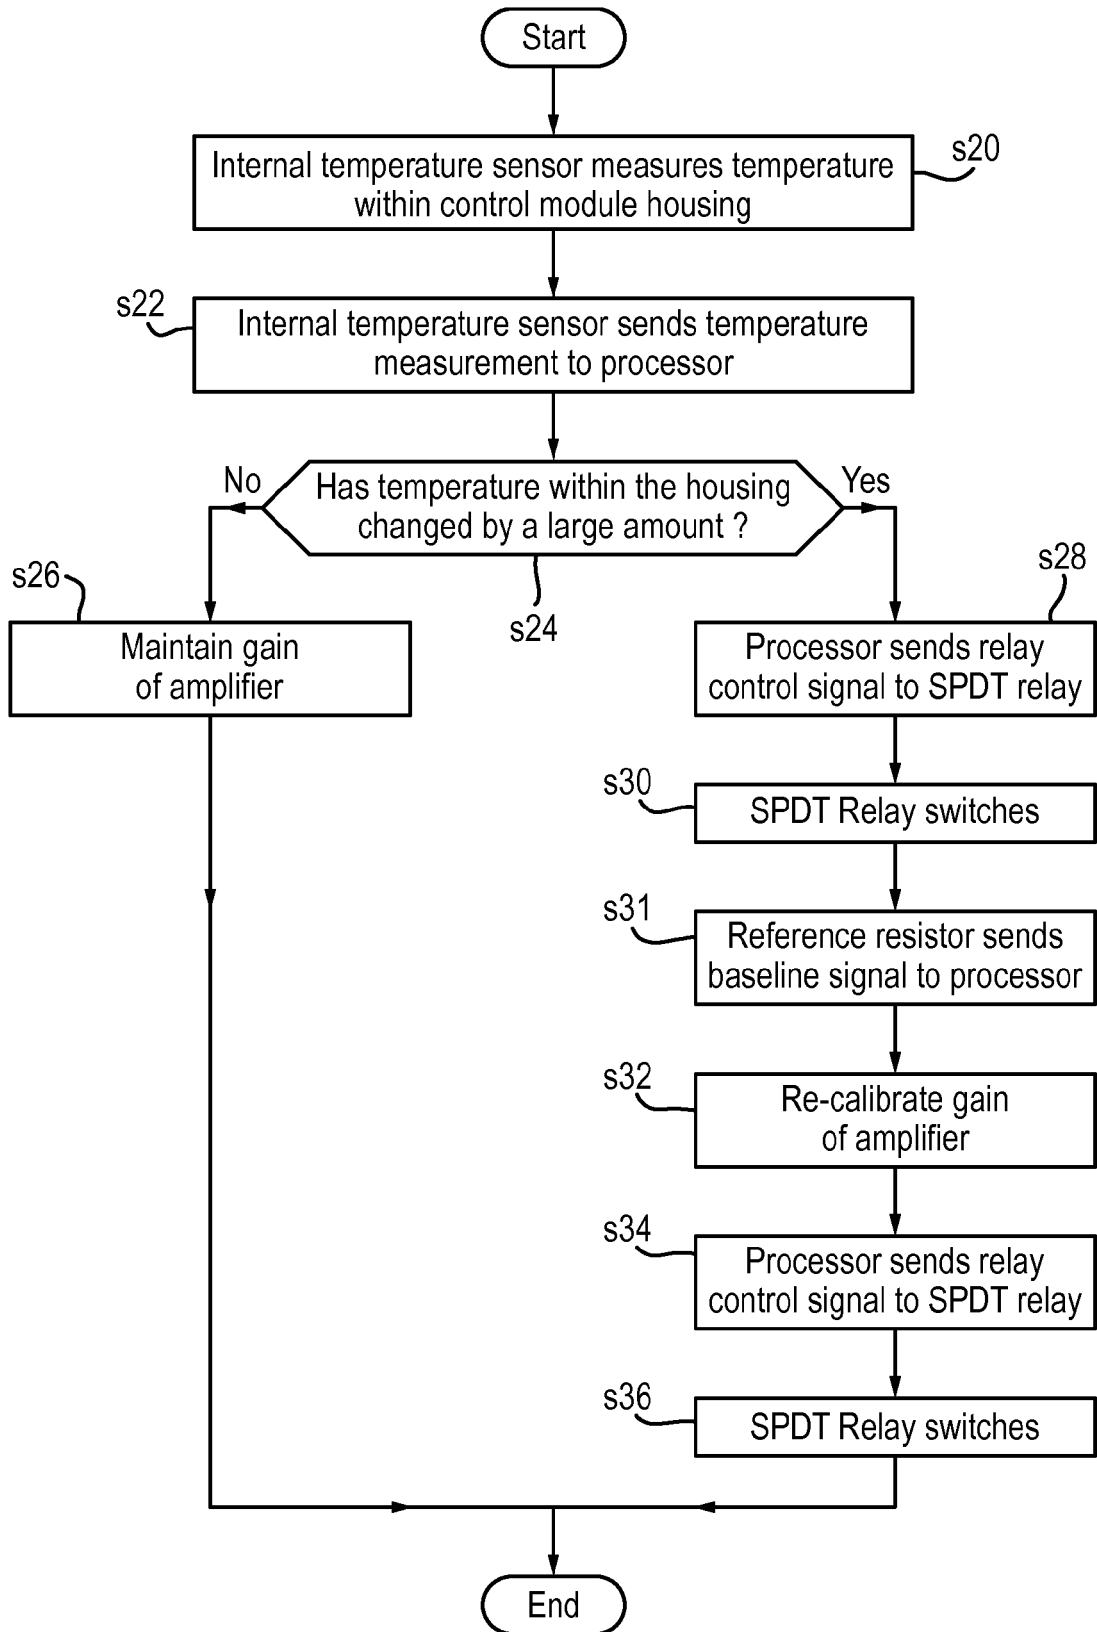 Start
Internal temperature sensor measures temperature
within control module housing
s20
s22
Internal temperature sensor sends temperature
measurement to processor
No
Has temperature within the housing
changed by a large amount ?
Yes
s24
s26
Maintain gain
of amplifier
s28
Processor sends relay
control signal to SPDT relay
s30
SPDT Relay switches
s31
Reference resistor sends
baseline signal to processor
s32
Re-calibrate gain
of amplifier
s34
Processor sends relay
control signal to SPDT relay
s36
SPDT Relay switches
End